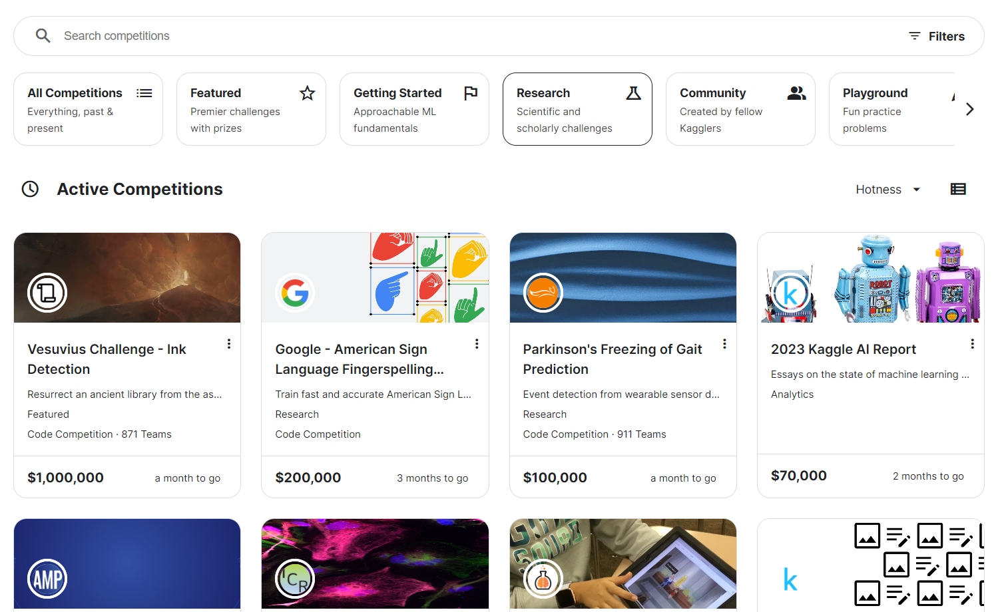 Search competitions
Filters
All Competitions
Everything, past &
present
Featured
Premier challenges
with prizes
Getting Started
Approachable ML
fundamentals
Research
Scientific and
scholarly challenges
Community
Created by fellow
Kagglers
Playground
Fun practice
problems
Active Competitions
Hotness
k
ROBOT
Vesuvius Challenge - Ink
Detection
Resurrect an ancient library from the as...
Featured
Code Competition · 871 Teams
$1,000,000
a month to go
Google - American Sign
Language Fingerspelling...
Train fast and accurate American Sign L...
Research
Code Competition
$200,000
3 months to go
Parkinson's Freezing of Gait
Prediction
Event detection from wearable sensor d...
Research
Code Competition · 911 Teams
$100,000
a month to go
2023 Kaggle AI Report
Essays on the state of machine learning ...
Analytics
$70,000
2 months to go
AMP
ICR
SQUAD
k